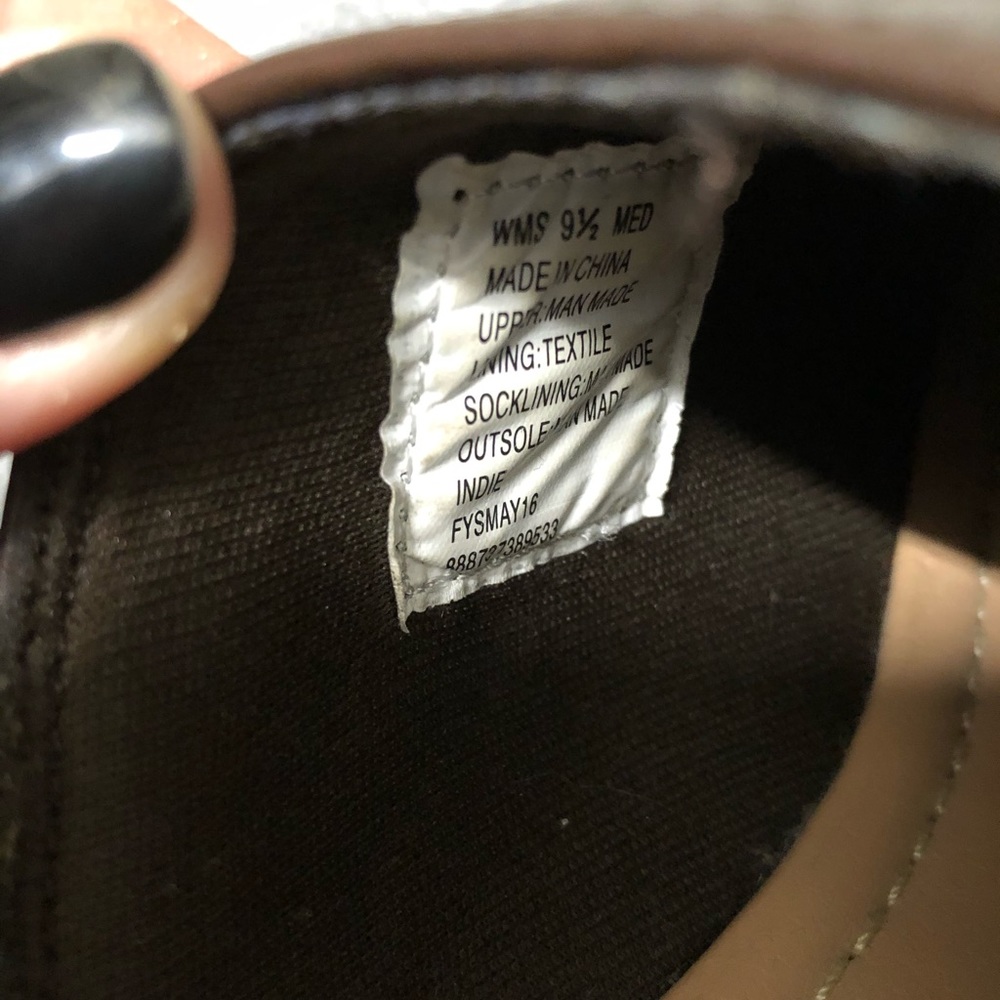 WMS 9½ MED
MADE IN CHINA
UPPER:MAN MADE
LINING:TEXTILE
SOCKLINING:MAN MADE
OUTSOLE:MAN MADE
INDIE
FYSMAY16